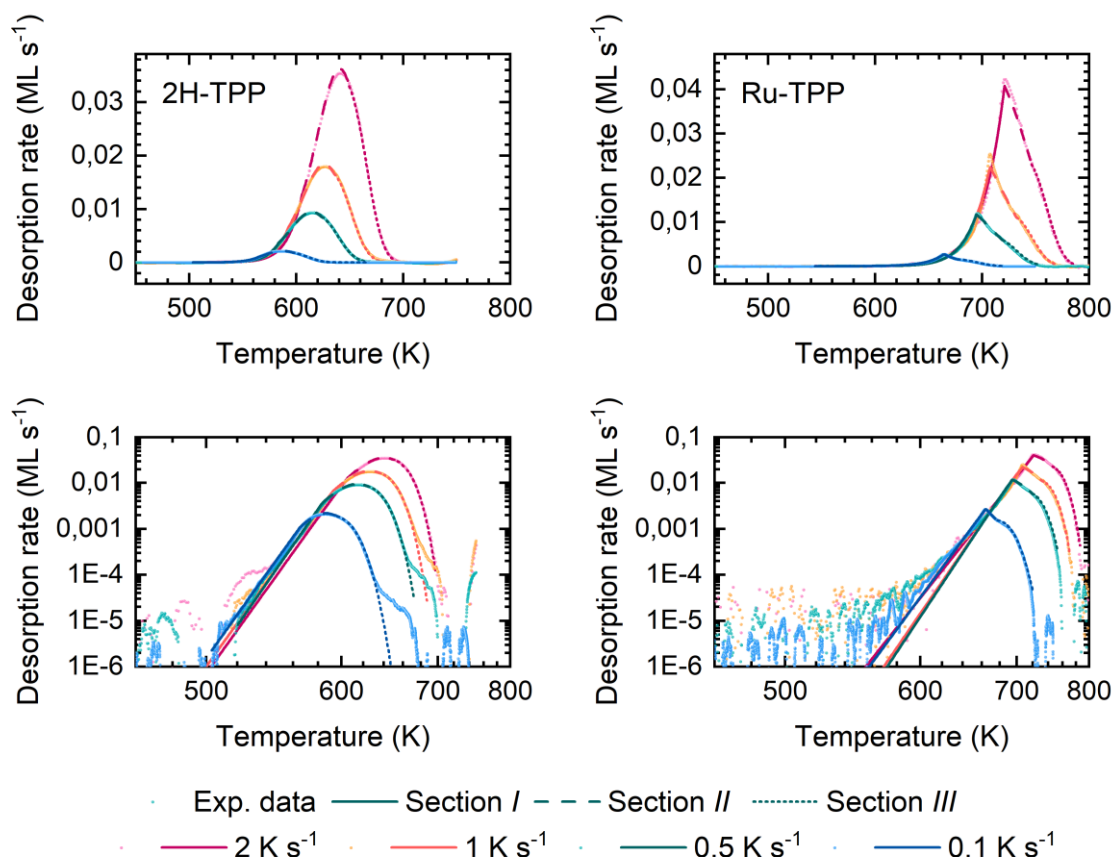 2H-TPP
Desorption rate (ML s⁻¹)
0,03
0,02
0,01
0
500 600 700 800
Temperature (K)
Ru-TPP
Desorption rate (ML s⁻¹)
0,04
0,03
0,02
0,01
0
500 600 700 800
Temperature (K)
Desorption rate (ML s⁻¹)
0,1
0,01
0,001
1E-4
1E-5
1E-6
500 600 700 800
Temperature (K)
Desorption rate (ML s⁻¹)
0,1
0,01
0,001
1E-4
1E-5
1E-6
500 600 700 800
Temperature (K)
Exp. data Section I Section II Section III
2 K s⁻¹ 1 K s⁻¹ 0.5 K s⁻¹ 0.1 K s⁻¹